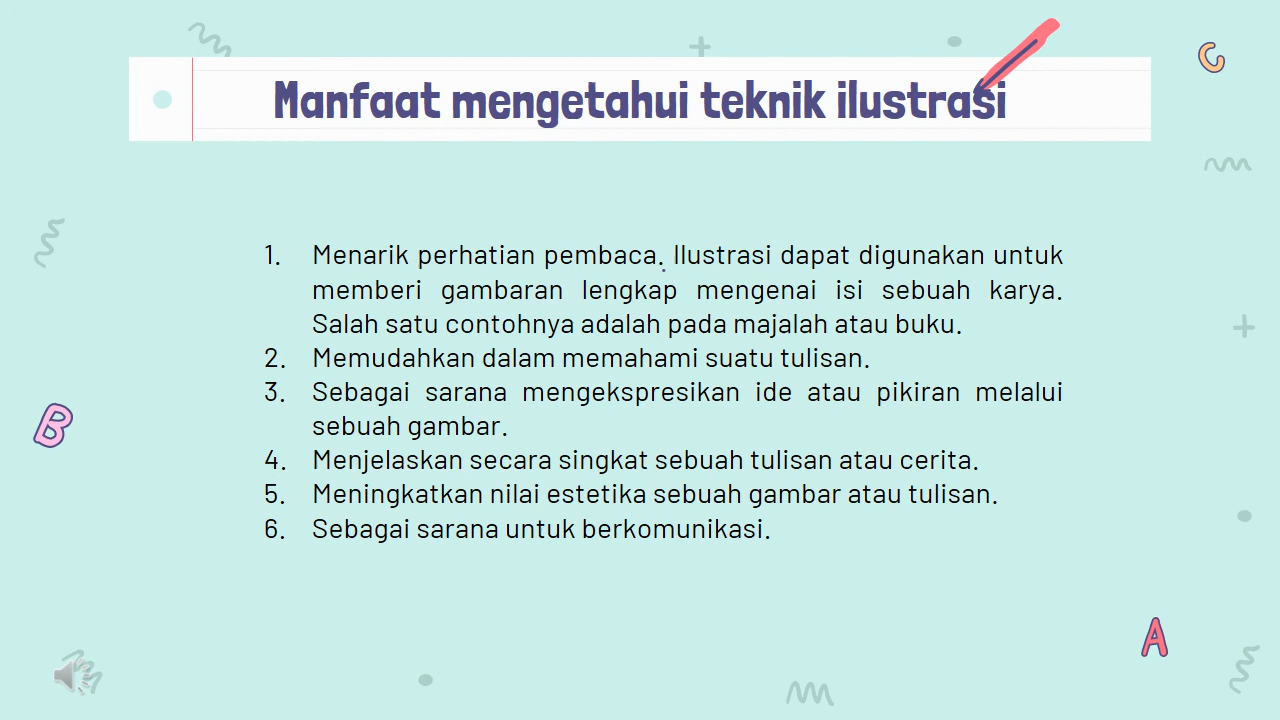 Manfaat mengetahui teknik ilustrasi
C
1. Menarik perhatian pembaca. Ilustrasi dapat digunakan untuk
memberi gambaran lengkap mengenai isi sebuah karya.
Salah satu contohnya adalah pada majalah atau buku.
2. Memudahkan dalam memahami suatu tulisan.
3. Sebagai sarana mengekspresikan ide atau pikiran melalui
sebuah gambar.
B
4. Menjelaskan secara singkat sebuah tulisan atau cerita.
5. Meningkatkan nilai estetika sebuah gambar atau tulisan.
6. Sebagai sarana untuk berkomunikasi.
A